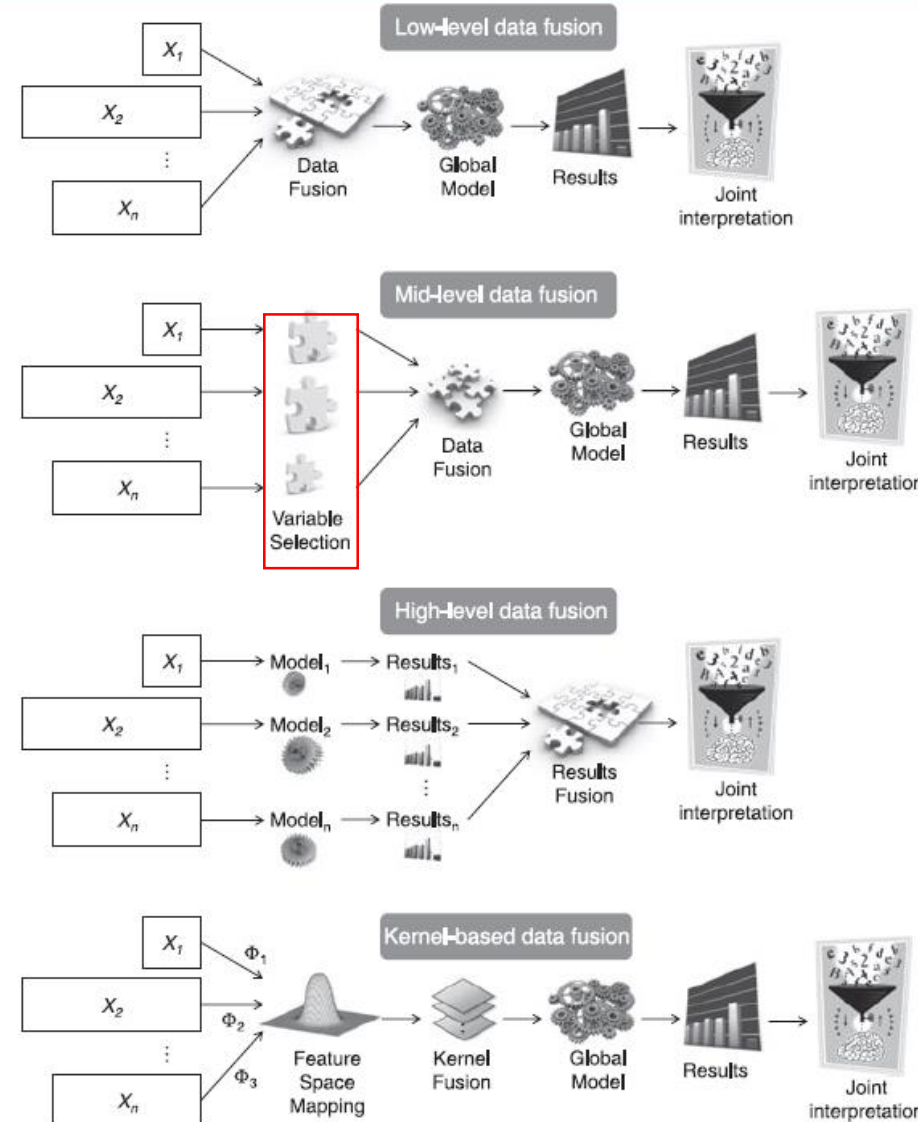 Low-level data fusion
X₁
X₂
⋮
Xₙ
Data
Fusion
Global
Model
Results
Joint
interpretation
Mid-level data fusion
X₁
X₂
⋮
Xₙ
Variable
Selection
Data
Fusion
Global
Model
Results
Joint
interpretation
High-level data fusion
X₁
Model₁
Results₁
X₂
Model₂
Results₂
⋮
⋮
Xₙ
Modelₙ
Resultsₙ
Results
Fusion
Joint
interpretation
Kernel-based data fusion
X₁
Φ₁
X₂
Φ₂
⋮
Xₙ
Φ₃
Feature
Space
Mapping
Kernel
Fusion
Global
Model
Results
Joint
interpretation